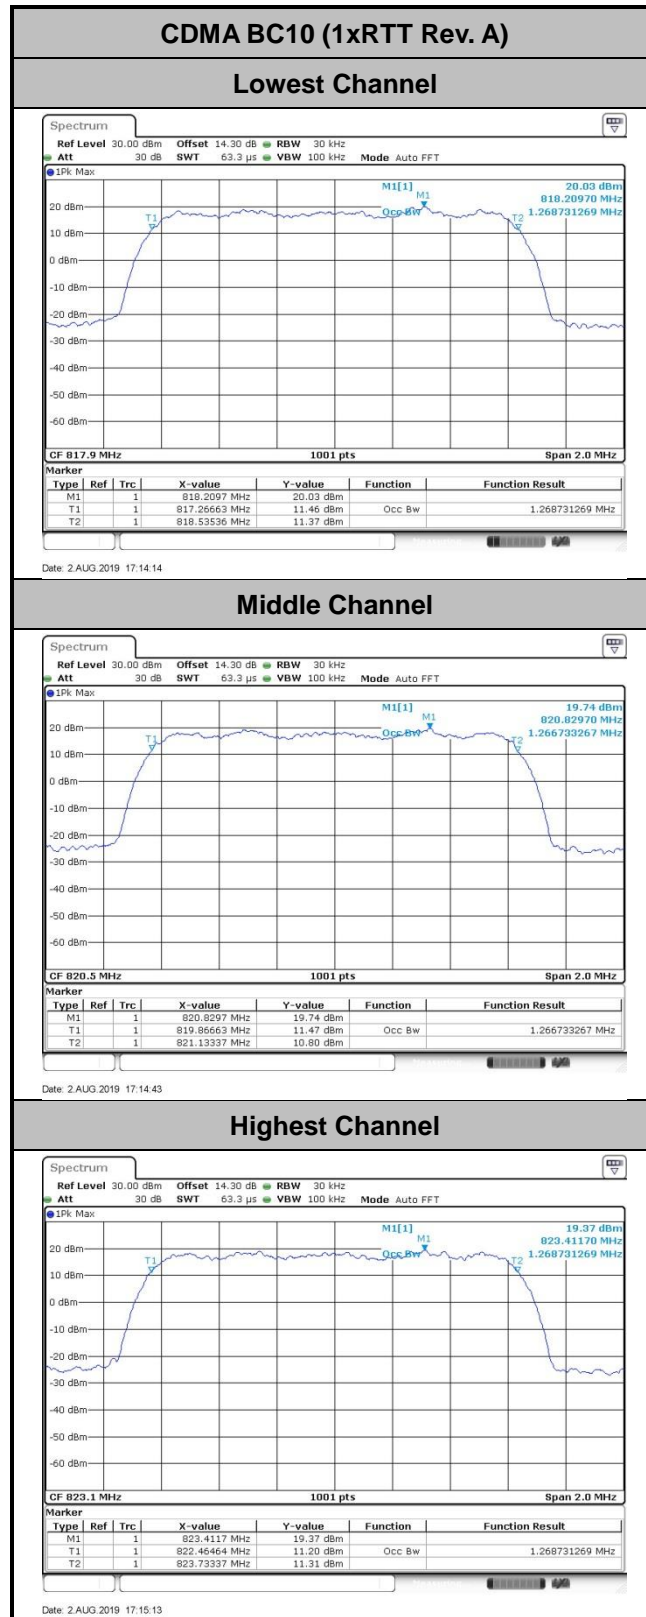 CDMA BC10 (1xRTT Rev. A)
Lowest Channel
Spectrum
Ref Level 30.00 dBm Offset 14.30 dB RBW 30 kHz
Att 30 dB SWT 63.3 µs VBW 100 kHz Mode Auto FFT
1Pk Max
M1[1] 20.03 dBm
M1 818.20970 MHz
20 dBm
T1 Occ Bw T2 1.268731269 MHz
10 dBm
0 dBm
-10 dBm
-20 dBm
-30 dBm
-40 dBm
-50 dBm
-60 dBm
CF 817.9 MHz 1001 pts Span 2.0 MHz
Marker
Type Ref Trc X-value Y-value Function Function Result
M1 1 818.2097 MHz 20.03 dBm
T1 1 817.26663 MHz 11.46 dBm Occ Bw 1.268731269 MHz
T2 1 818.53536 MHz 11.37 dBm
Date: 2.AUG.2019 17:14:14
Middle Channel
Spectrum
Ref Level 30.00 dBm Offset 14.30 dB RBW 30 kHz
Att 30 dB SWT 63.3 µs VBW 100 kHz Mode Auto FFT
1Pk Max
M1[1] 19.74 dBm
M1 820.82970 MHz
20 dBm
T1 Occ Bw T2 1.266733267 MHz
10 dBm
0 dBm
-10 dBm
-20 dBm
-30 dBm
-40 dBm
-50 dBm
-60 dBm
CF 820.5 MHz 1001 pts Span 2.0 MHz
Marker
Type Ref Trc X-value Y-value Function Function Result
M1 1 820.8297 MHz 19.74 dBm
T1 1 819.86663 MHz 11.47 dBm Occ Bw 1.266733267 MHz
T2 1 821.13337 MHz 10.80 dBm
Date: 2.AUG.2019 17:14:43
Highest Channel
Spectrum
Ref Level 30.00 dBm Offset 14.30 dB RBW 30 kHz
Att 30 dB SWT 63.3 µs VBW 100 kHz Mode Auto FFT
1Pk Max
M1[1] 19.37 dBm
M1 823.41170 MHz
20 dBm
T1 Occ Bw T2 1.268731269 MHz
10 dBm
0 dBm
-10 dBm
-20 dBm
-30 dBm
-40 dBm
-50 dBm
-60 dBm
CF 823.1 MHz 1001 pts Span 2.0 MHz
Marker
Type Ref Trc X-value Y-value Function Function Result
M1 1 823.4117 MHz 19.37 dBm
T1 1 822.46464 MHz 11.20 dBm Occ Bw 1.268731269 MHz
T2 1 823.73337 MHz 11.31 dBm
Date: 2.AUG.2019 17:15:13